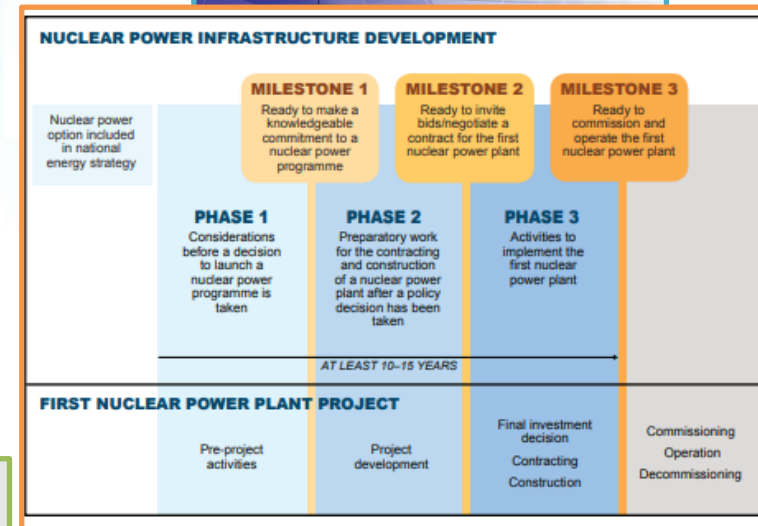 NUCLEAR POWER INFRASTRUCTURE DEVELOPMENT
Nuclear power
option included
in national
energy strategy
MILESTONE 1
Ready to make a
knowledgeable
commitment to a
nuclear power
programme
MILESTONE 2
Ready to invite
bids/negotiate a
contract for the first
nuclear power plant
MILESTONE 3
Ready to
commission and
operate the first
nuclear power plant
PHASE 1
Considerations
before a decision
to launch a
nuclear power
programme is
taken
PHASE 2
Preparatory work
for the contracting
and construction
of a nuclear power
plant after a policy
decision has been
taken
PHASE 3
Activities to
implement the
first nuclear
power plant
AT LEAST 10–15 YEARS
FIRST NUCLEAR POWER PLANT PROJECT
Pre-project
activities
Project
development
Final investment
decision
Contracting
Construction
Commissioning
Operation
Decommissioning